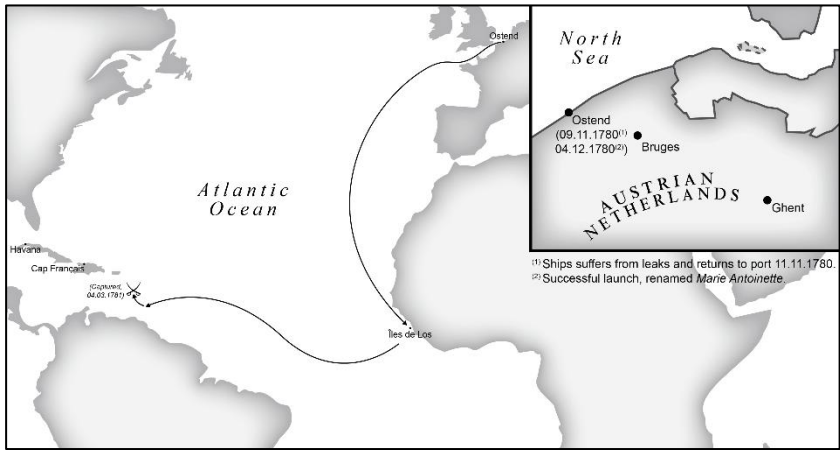 Ostend
Atlantic
Ocean
Havana
Cap Français
(Captured,
04.03.1781)
Îles de Los
North
Sea
Ostend
(09.11.1780(1)
04.12.1780(2))
Bruges
AUSTRIAN
NETHERLANDS
Ghent
(1) Ships suffers from leaks and returns to port 11.11.1780.
(2) Successful launch, renamed Marie Antoinette.